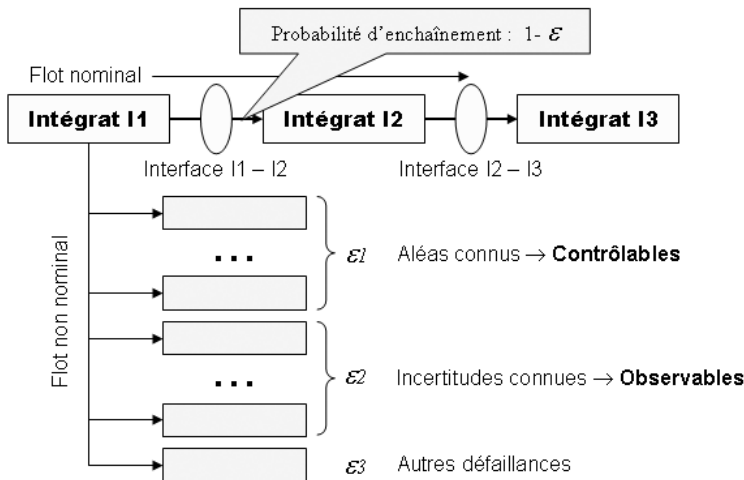 Probabilité d'enchaînement : 1- ε
Flot nominal
Intégrat I1
Intégrat I2
Intégrat I3
Interface I1 – I2
Interface I2 – I3
Flot non nominal
...
ε1 Aléas connus → Contrôlables
...
ε2 Incertitudes connues → Observables
ε3 Autres défaillances